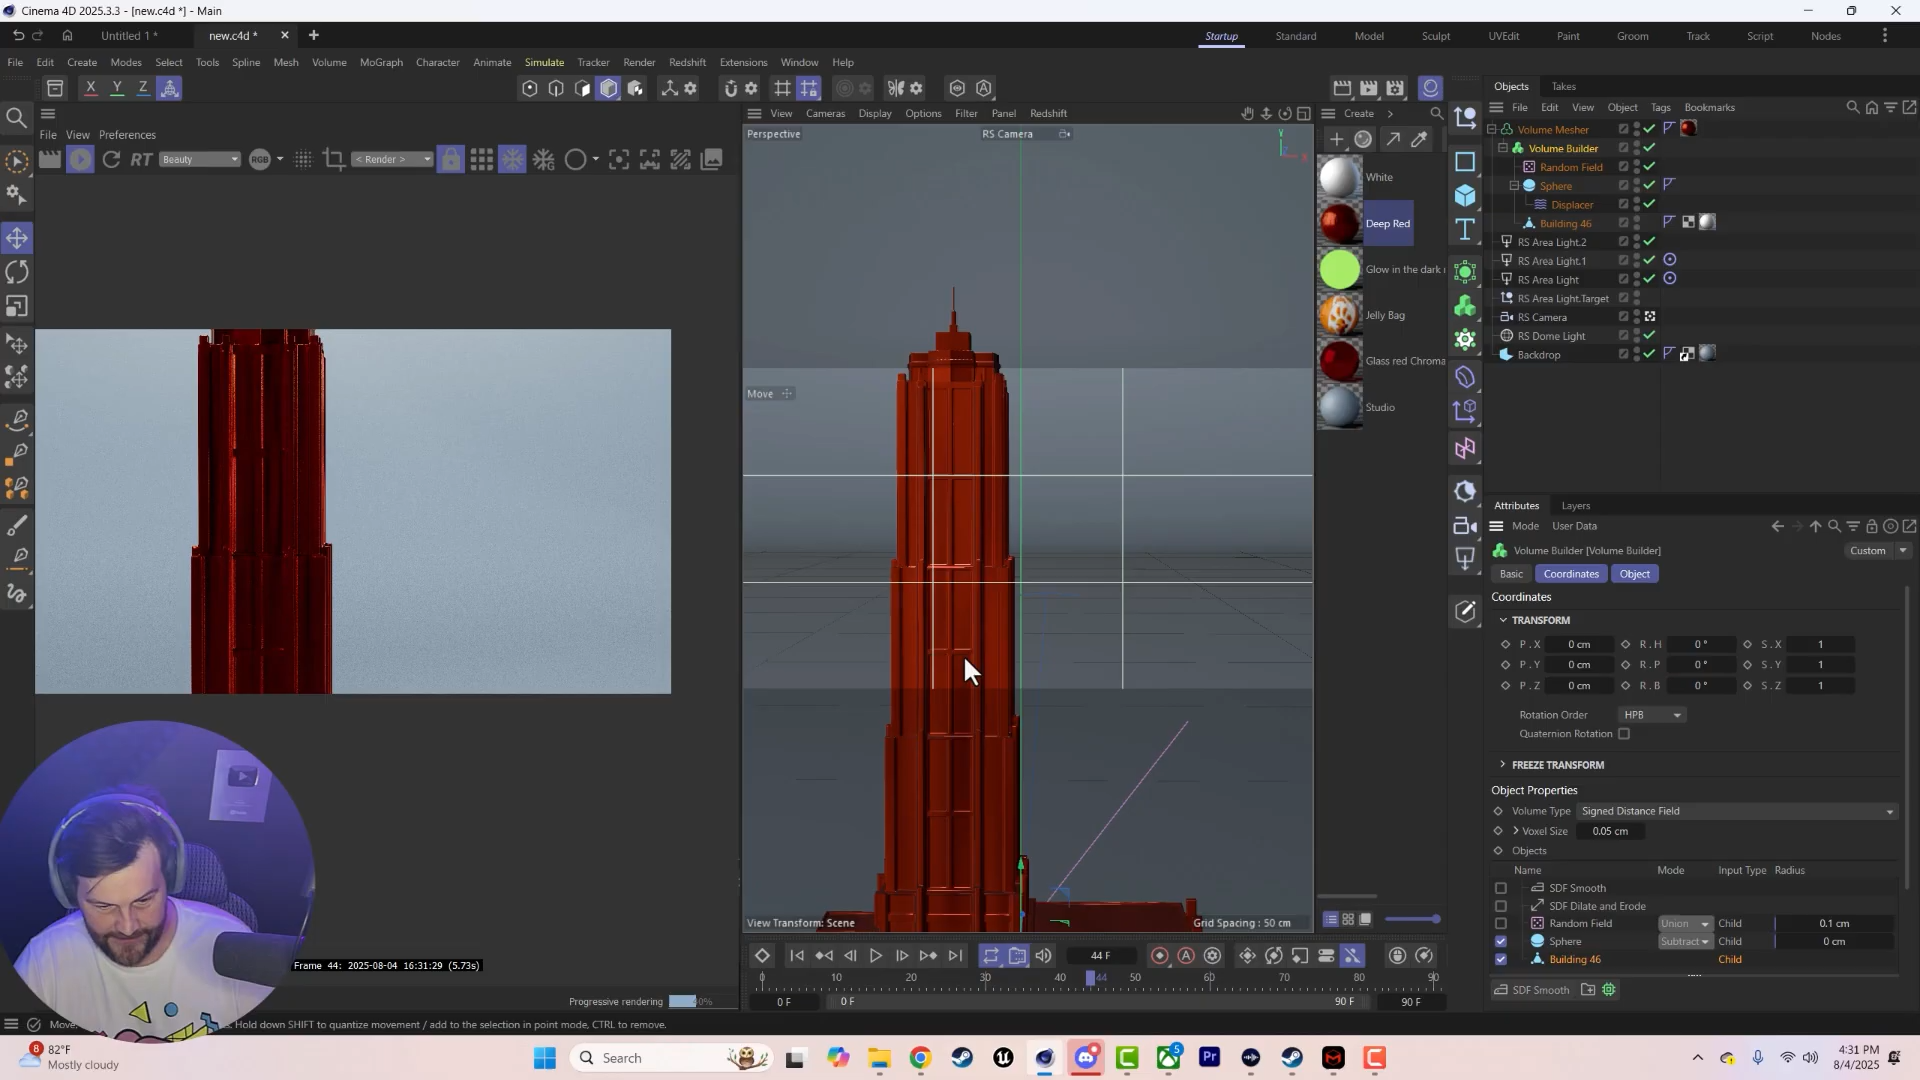 Cinema 4D 2025.3.3 - [new.c4d *] - Main
Untitled 1 *
new.c4d *
Startup
Standard
Model
Sculpt
UVEdit
Paint
Groom
Track
Script
Nodes
File Edit Create Modes Select Tools Spline Mesh Volume MoGraph Character Animate Simulate Tracker Render Redshift Extensions Window Help
X Y Z
Objects Takes
File Edit View Object Tags Bookmarks
File View Preferences
View Cameras Display Options Filter Panel Redshift
Create
RT Beauty RGB < Render >
Perspective
RS Camera
Y
X
Move
White
Deep Red
Glow in the dark
Jelly Bag
Glass red Chroma
Studio
Volume Mesher
Volume Builder
Random Field
Sphere
Displacer
Building 46
RS Area Light.2
RS Area Light.1
RS Area Light
RS Area Light.Target
RS Camera
RS Dome Light
Backdrop
Attributes Layers
Mode User Data
Volume Builder [Volume Builder]
Custom
Basic Coordinates Object
Coordinates
TRANSFORM
P . X 0 cm R . H 0 ° S . X 1
P . Y 0 cm R . P 0 ° S . Y 1
P . Z 0 cm R . B 0 ° S . Z 1
Rotation Order HPB
Quaternion Rotation
FREEZE TRANSFORM
Object Properties
Volume Type Signed Distance Field
Voxel Size 0.05 cm
Objects
Name Mode Input Type Radius
SDF Smooth
SDF Dilate and Erode
Random Field Union Child 0.1 cm
Sphere Subtract Child 0 cm
Building 46 Child
SDF Smooth
View Transform: Scene
Grid Spacing : 50 cm
44 F
0 10 20 30 44 50 60 70 80 90
0 F 0 F 90 F 90 F
Frame 44: 2025-08-04 16:31:29 (5.73s)
Progressive rendering
Move:
Hold down SHIFT to quantize movement / add to the selection in point mode, CTRL to remove.
8
82°F
Mostly cloudy
Search
5
Pr
4:31 PM
8/4/2025